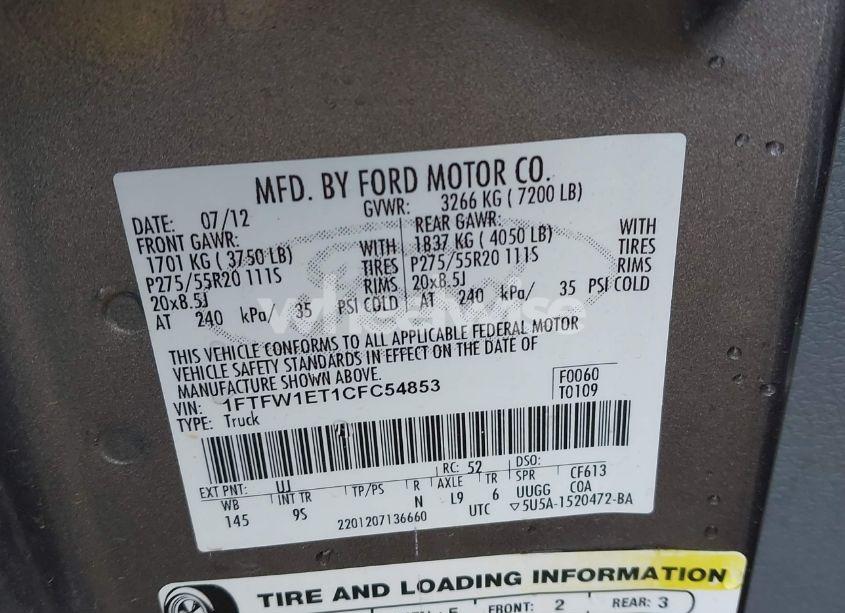 MFD. BY FORD MOTOR CO.
DATE: 07/12 GVWR: 3266 KG ( 7200 LB)
FRONT GAWR: REAR GAWR:
1701 KG ( 3750 LB) WITH 1837 KG ( 4050 LB) WITH
P275/55R20 111S TIRES P275/55R20 111S TIRES
20x8.5J RIMS 20x8.5J RIMS
AT 240 kPa/ 35 PSI COLD AT 240 kPa/ 35 PSI COLD
wheelwise
THIS VEHICLE CONFORMS TO ALL APPLICABLE FEDERAL MOTOR
VEHICLE SAFETY STANDARDS IN EFFECT ON THE DATE OF
MANUFACTURE SHOWN ABOVE.
VIN: 1FTFW1ET1CFC54853 F0060
TYPE: Truck T0109
EXT PNT: UJ RC: 52 DSO:
WB INT TR TP/PS R AXLE TR SPR CF613
145 9S N L9 6 UUGG COA
2201207136660 UTC ▽5U5A-1520472-BA
TIRE AND LOADING INFORMATION
FRONT: 2 REAR: 3